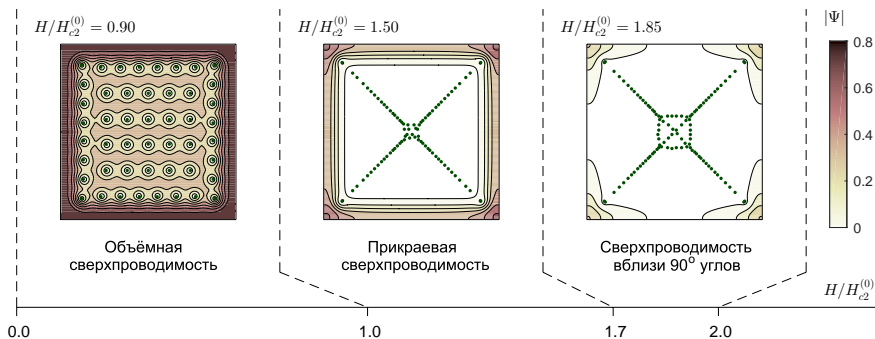 H/H_{c2}^{(0)} = 0.90
H/H_{c2}^{(0)} = 1.50
H/H_{c2}^{(0)} = 1.85
|Ψ|
0.8
0.6
0.4
0.2
0
Объёмная
сверхпроводимость
Прикраевая
сверхпроводимость
Сверхпроводимость
вблизи 90° углов
H/H_{c2}^{(0)}
0.0
1.0
1.7
2.0